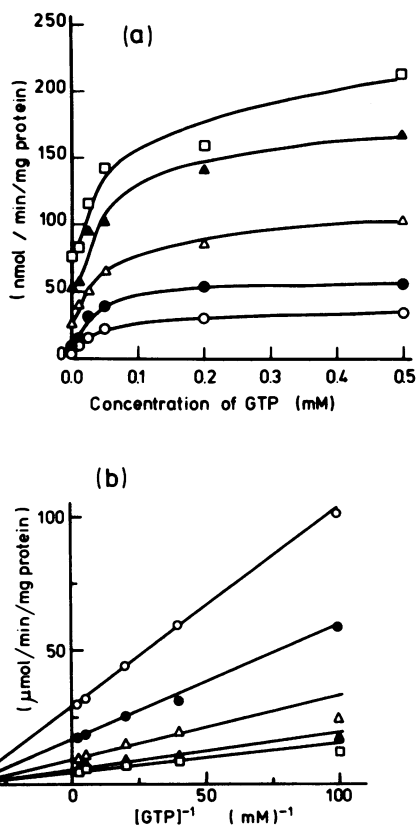 (a)
(nmol / min/mg protein)
250
200
150
100
50
0
0.0 0.1 0.2 0.3 0.4 0.5
Concentration of GTP (mM)
(b)
(μmol/min/mg protein)
100
50
0 50 100
[GTP]⁻¹ (mM)⁻¹